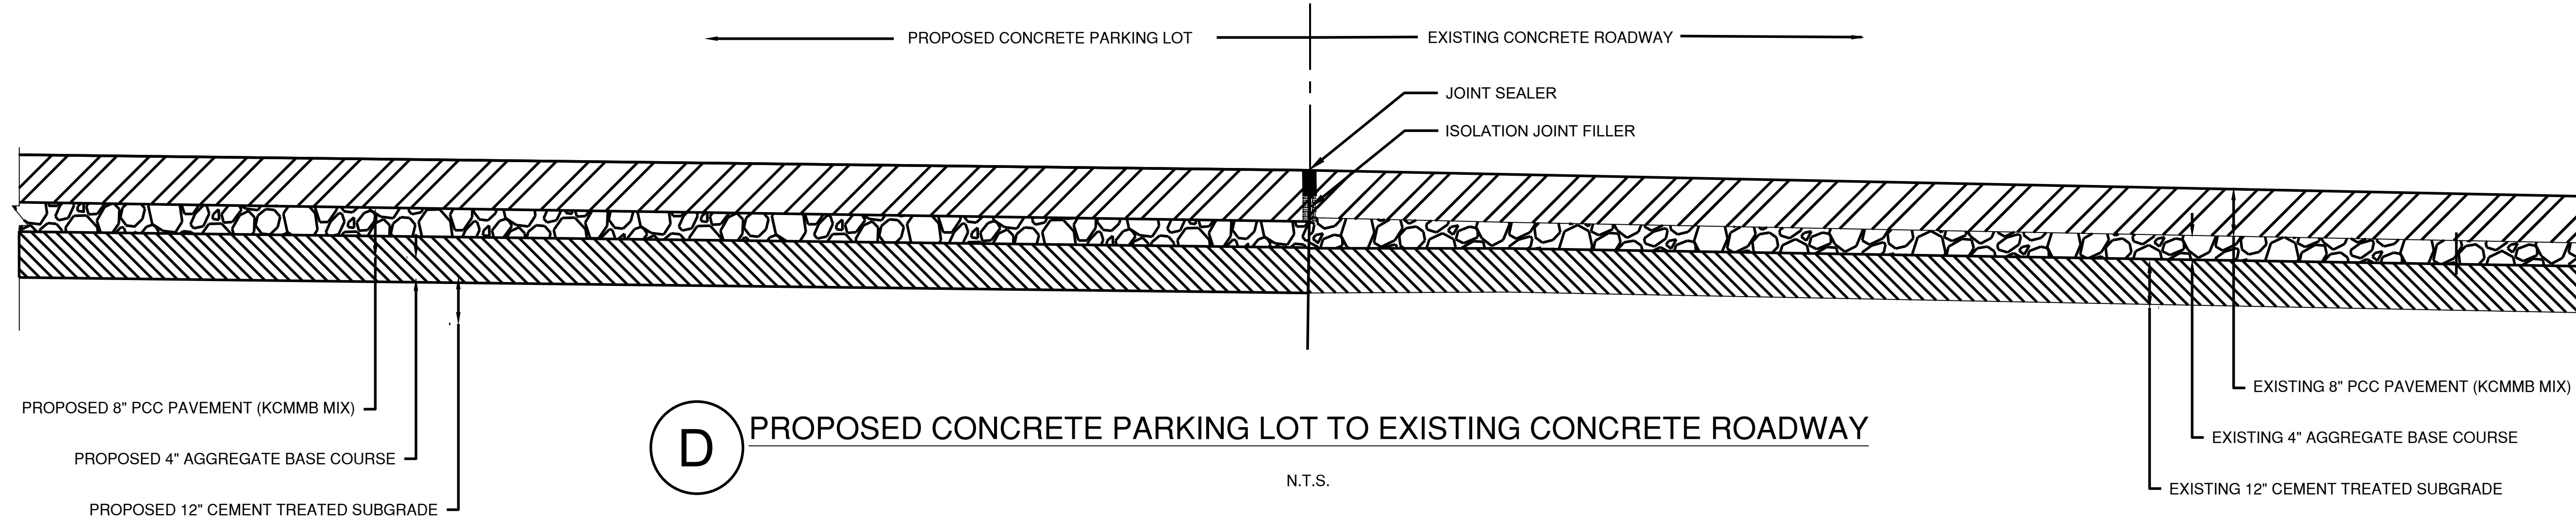 PROPOSED CONCRETE PARKING LOT
EXISTING CONCRETE ROADWAY
JOINT SEALER
ISOLATION JOINT FILLER
PROPOSED 8" PCC PAVEMENT (KCMMB MIX)
PROPOSED 4" AGGREGATE BASE COURSE
PROPOSED 12" CEMENT TREATED SUBGRADE
D
PROPOSED CONCRETE PARKING LOT TO EXISTING CONCRETE ROADWAY
N.T.S.
EXISTING 8" PCC PAVEMENT (KCMMB MIX)
EXISTING 4" AGGREGATE BASE COURSE
EXISTING 12" CEMENT TREATED SUBGRADE